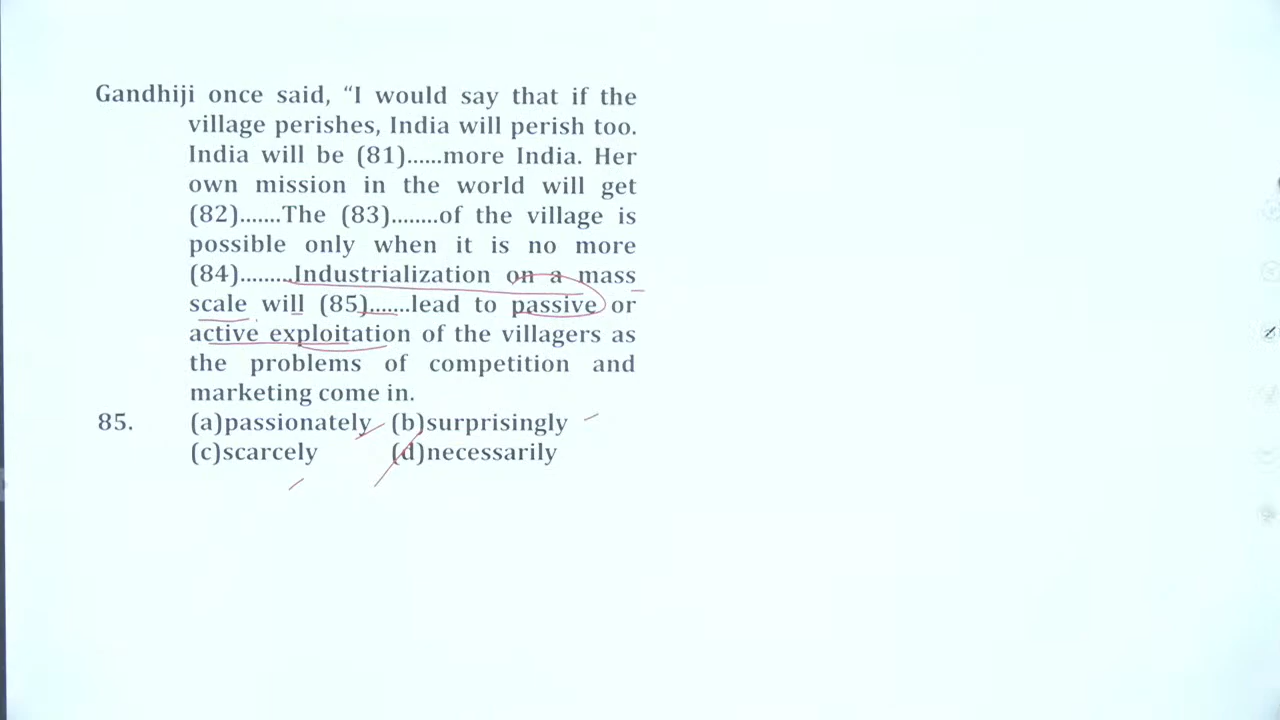 Gandhiji once said, “I would say that if the
village perishes, India will perish too.
India will be (81)......more India. Her
own mission in the world will get
(82).......The (83)........of the village is
possible only when it is no more
(84).........Industrialization on a mass
scale will (85).......lead to passive or
active exploitation of the villagers as
the problems of competition and
marketing come in.
85. (a)passionately (b)surprisingly
(c)scarcely (d)necessarily